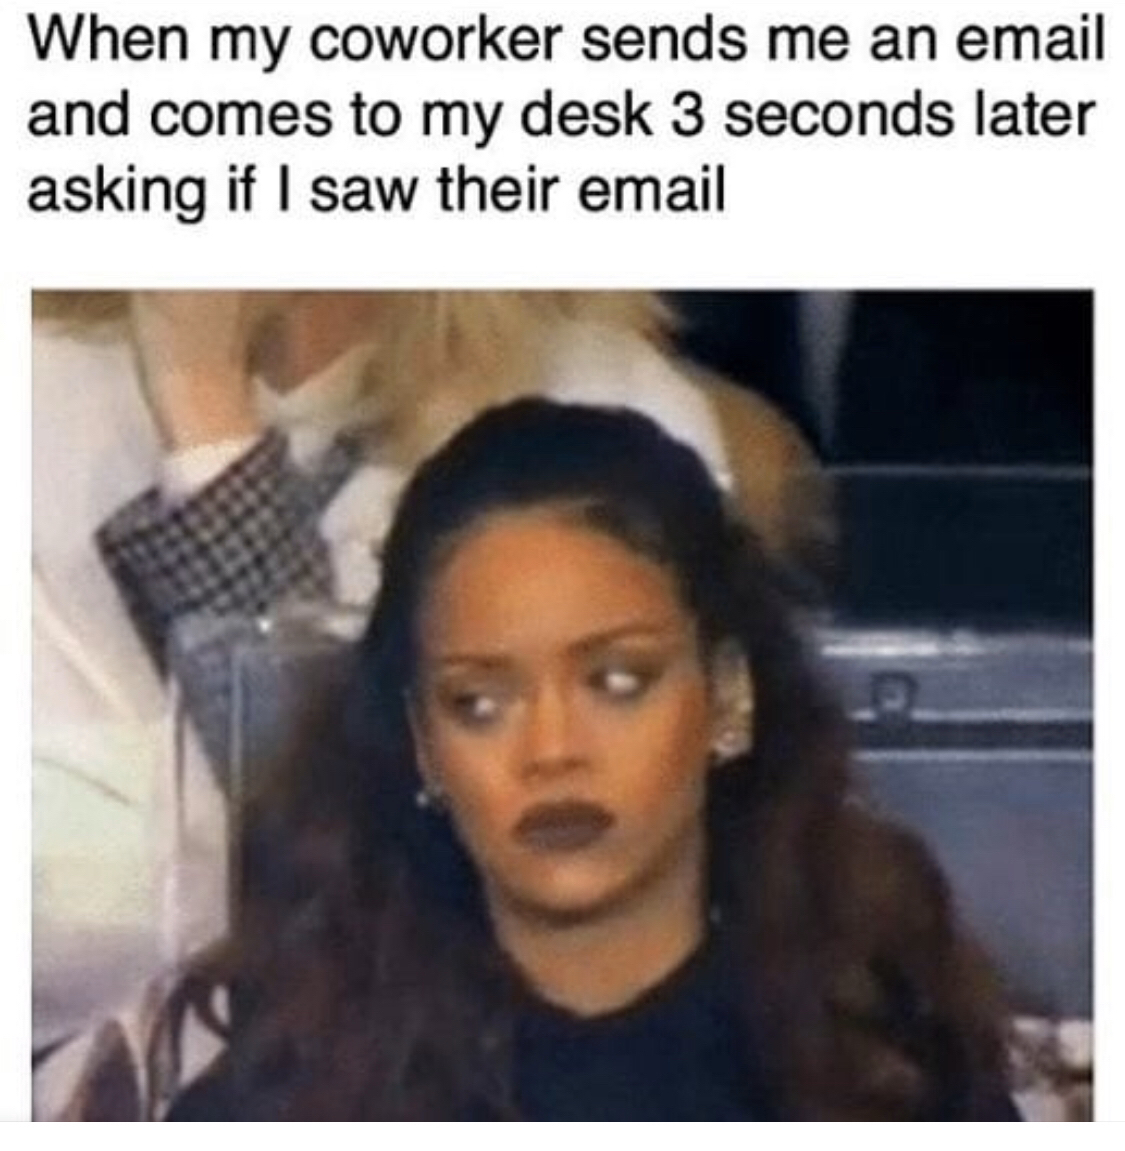 When my coworker sends me an email
and comes to my desk 3 seconds later
asking if I saw their email